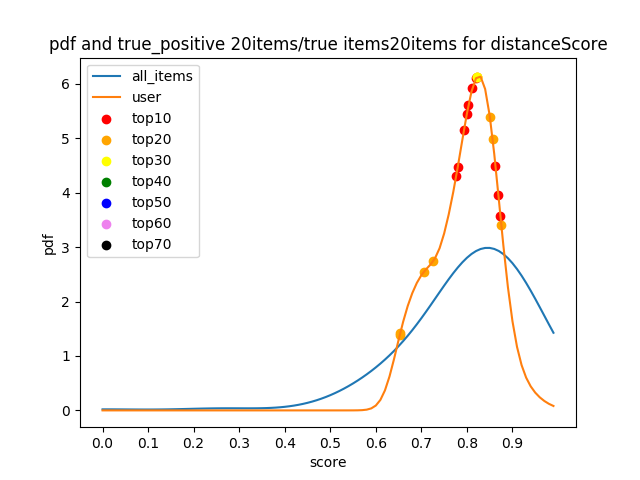 pdf and true_positive 20items/true items20items for distanceScore
all_items
user
top10
top20
top30
top40
top50
top60
top70
pdf
6
5
4
3
2
1
0
0.0 0.1 0.2 0.3 0.4 0.5 0.6 0.7 0.8 0.9
score